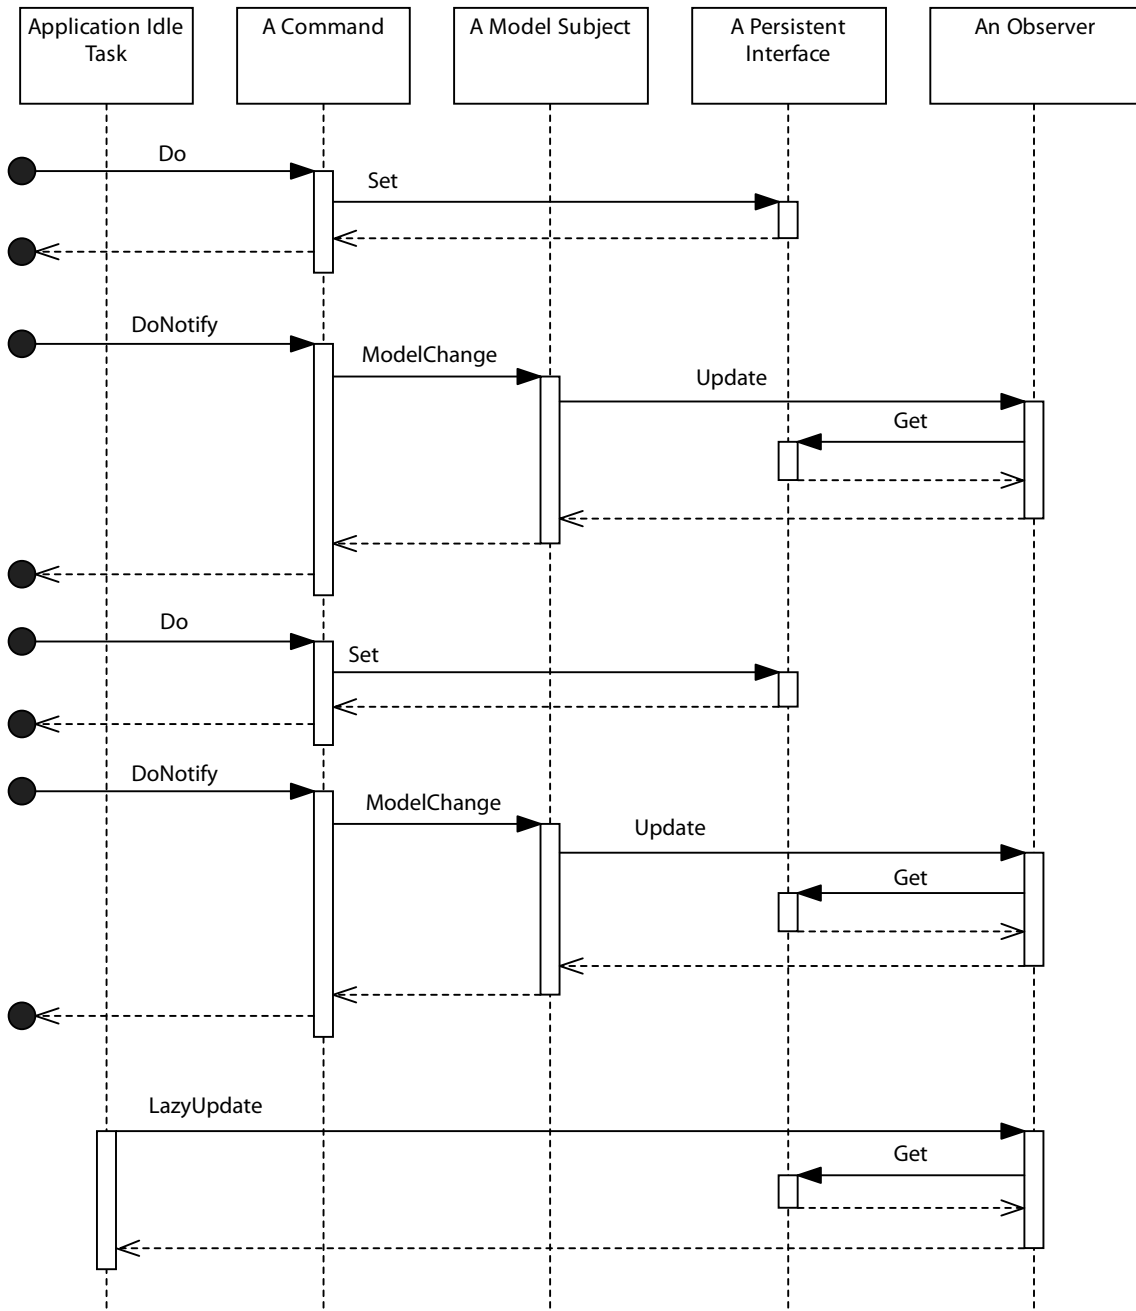 Application Idle
Task
A Command
A Model Subject
A Persistent
Interface
An Observer
Do
Set
DoNotify
ModelChange
Update
Get
Do
Set
DoNotify
ModelChange
Update
Get
LazyUpdate
Get